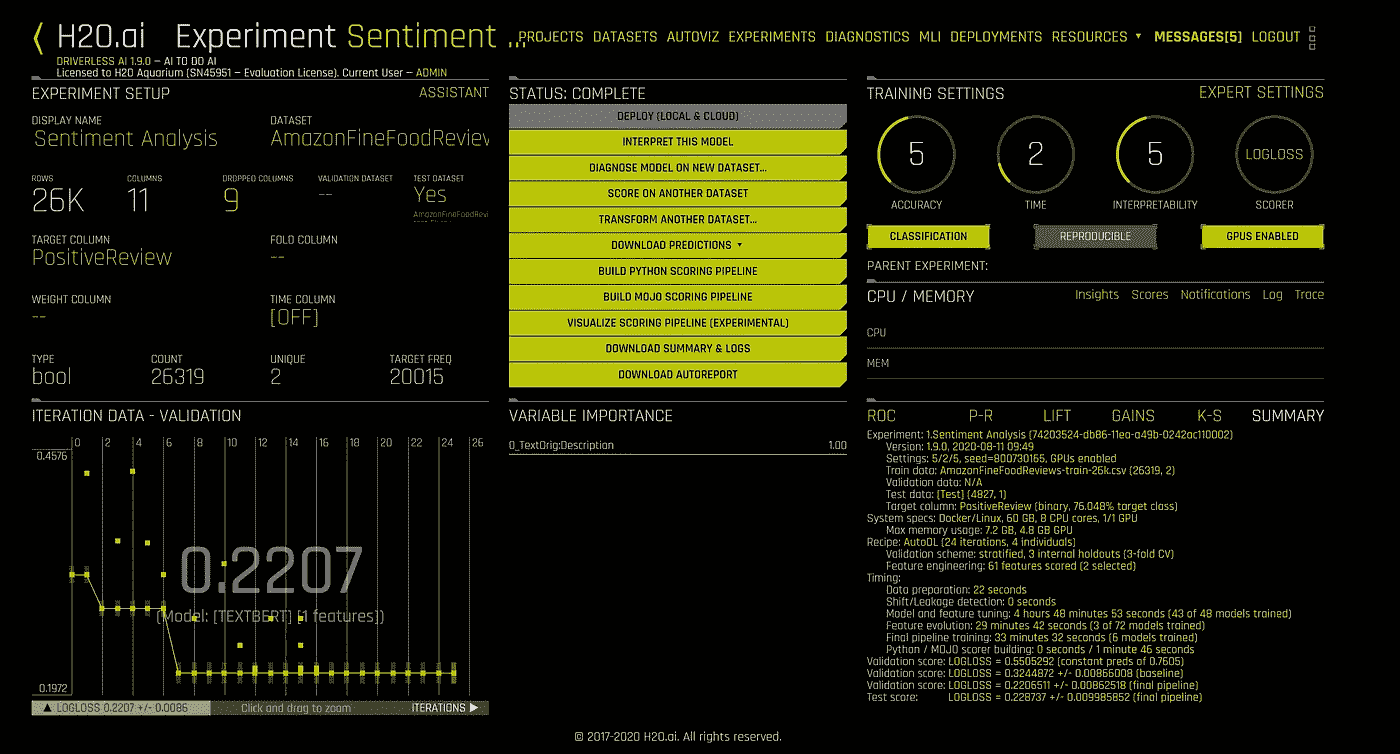 H2O.ai Experiment Sentiment ...
PROJECTS DATASETS AUTOVIZ EXPERIMENTS DIAGNOSTICS MLI DEPLOYMENTS RESOURCES MESSAGES[5] LOGOUT
DRIVERLESS AI 1.9.0 — AI TO DO AI
Licensed to H2O Aquarium (SN45951 — Evaluation License). Current User — ADMIN
EXPERIMENT SETUP ASSISTANT
DISPLAY NAME DATASET
Sentiment Analysis AmazonFineFoodReview
ROWS COLUMNS DROPPED COLUMNS VALIDATION DATASET TEST DATASET
26K 11 9 -- Yes
AmazonFineFoodRevi
TARGET COLUMN FOLD COLUMN
PositiveReview --
WEIGHT COLUMN TIME COLUMN
-- [OFF]
TYPE COUNT UNIQUE TARGET FREQ
bool 26319 2 20015
STATUS: COMPLETE
DEPLOY (LOCAL & CLOUD)
INTERPRET THIS MODEL
DIAGNOSE MODEL ON NEW DATASET...
SCORE ON ANOTHER DATASET
TRANSFORM ANOTHER DATASET...
DOWNLOAD PREDICTIONS
BUILD PYTHON SCORING PIPELINE
BUILD MOJO SCORING PIPELINE
VISUALIZE SCORING PIPELINE (EXPERIMENTAL)
DOWNLOAD SUMMARY & LOGS
DOWNLOAD AUTOREPORT
TRAINING SETTINGS EXPERT SETTINGS
5 2 5 LOGLOSS
ACCURACY TIME INTERPRETABILITY SCORER
CLASSIFICATION REPRODUCIBLE GPUS ENABLED
PARENT EXPERIMENT:
CPU / MEMORY Insights Scores Notifications Log Trace
CPU
MEM
ITERATION DATA - VALIDATION
0 2 4 6 8 10 12 14 16 18 20 22 24 26
0.4576
0.2207
(Model: [TEXTBERT] [1 features])
0.1972
LOGLOSS 0.2207 +/- 0.0086 Click and drag to zoom ITERATIONS
VARIABLE IMPORTANCE
0_TextOrig:Description 1.00
ROC P-R LIFT GAINS K-S SUMMARY
Experiment: 1.Sentiment Analysis (74203524-db86-11ea-a49b-0242ac110002)
Version: 1.9.0, 2020-08-11 09:49
Settings: 5/2/5, seed=800730165, GPUs enabled
Train data: AmazonFineFoodReviews-train-26k.csv (26319, 2)
Validation data: N/A
Test data: [Test] (4827, 1)
Target column: PositiveReview (binary, 76.048% target class)
System specs: Docker/Linux, 60 GB, 8 CPU cores, 1/1 GPU
Max memory usage: 7.2 GB, 4.8 GB GPU
Recipe: AutoDL (24 iterations, 4 individuals)
Validation scheme: stratified, 3 internal holdouts (3-fold CV)
Feature engineering: 61 features scored (2 selected)
Timing:
Data preparation: 22 seconds
Shift/Leakage detection: 0 seconds
Model and feature tuning: 4 hours 48 minutes 53 seconds (43 of 48 models trained)
Feature evolution: 29 minutes 42 seconds (3 of 72 models trained)
Final pipeline training: 33 minutes 32 seconds (6 models trained)
Python / MOJO scorer building: 0 seconds / 1 minute 46 seconds
Validation score: LOGLOSS = 0.5505292 (constant preds of 0.7605)
Validation score: LOGLOSS = 0.3244872 +/- 0.00866008 (baseline)
Validation score: LOGLOSS = 0.2206511 +/- 0.00862518 (final pipeline)
Test score: LOGLOSS = 0.228737 +/- 0.009985852 (final pipeline)
© 2017-2020 H2O.ai. All rights reserved.